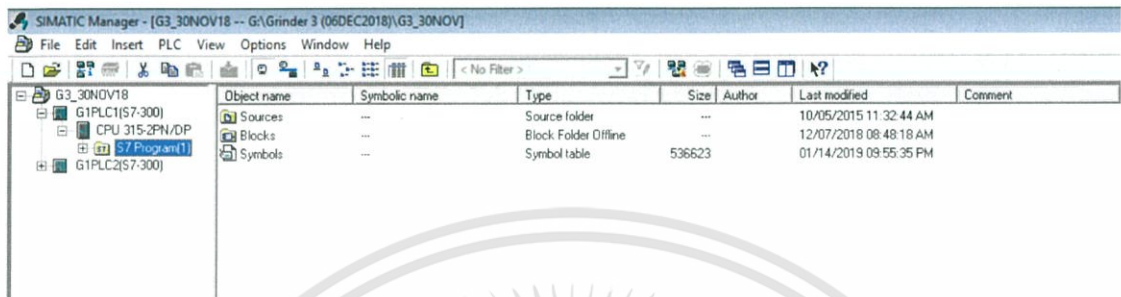 SIMATIC Manager - [G3_30NOV18 -- G:\Grinder 3 (06DEC2018)\G3_30NOV]
File Edit Insert PLC View Options Window Help
< No Filter >
G3_30NOV18
G1PLC1(S7-300)
CPU 315-2PN/DP
S7 Program(1)
G1PLC2(S7-300)
Object name Symbolic name Type Size Author Last modified Comment
Sources --- Source folder --- 10/05/2015 11:32:44 AM
Blocks --- Block Folder Offline --- 12/07/2018 08:48:18 AM
Symbols --- Symbol table 536623 01/14/2019 09:55:35 PM